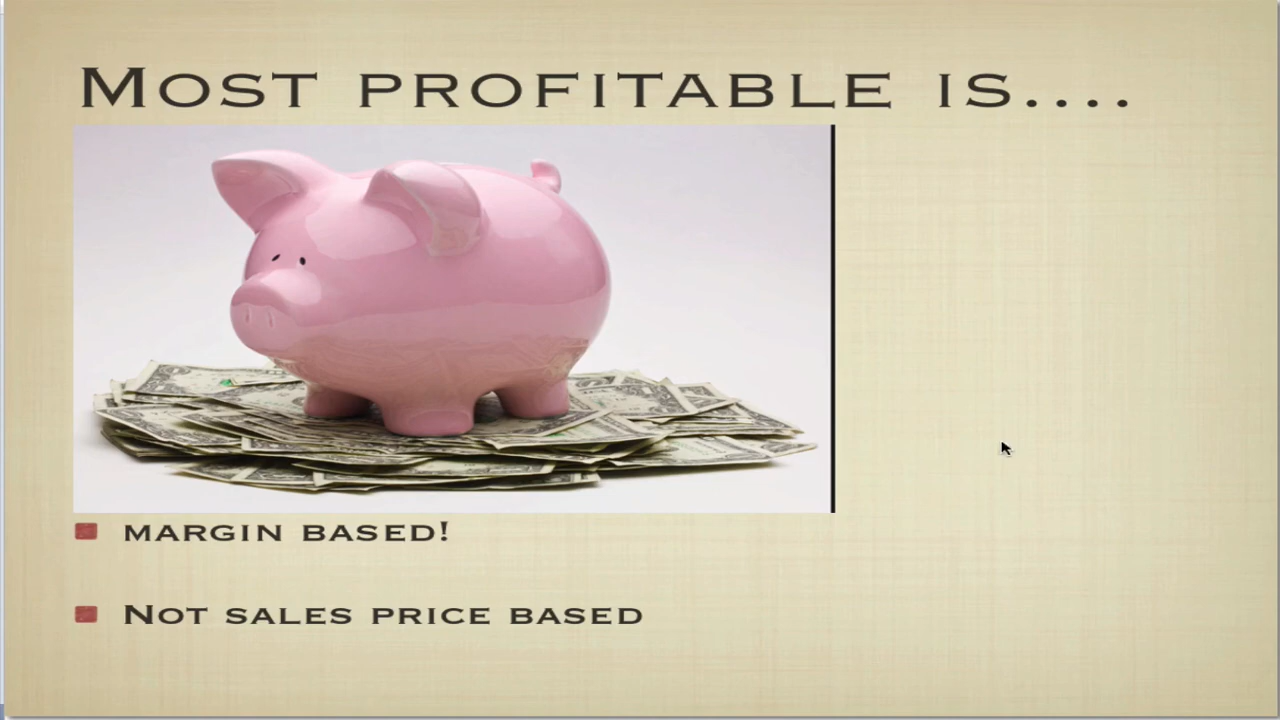 Most profitable is....
margin based!
Not sales price based